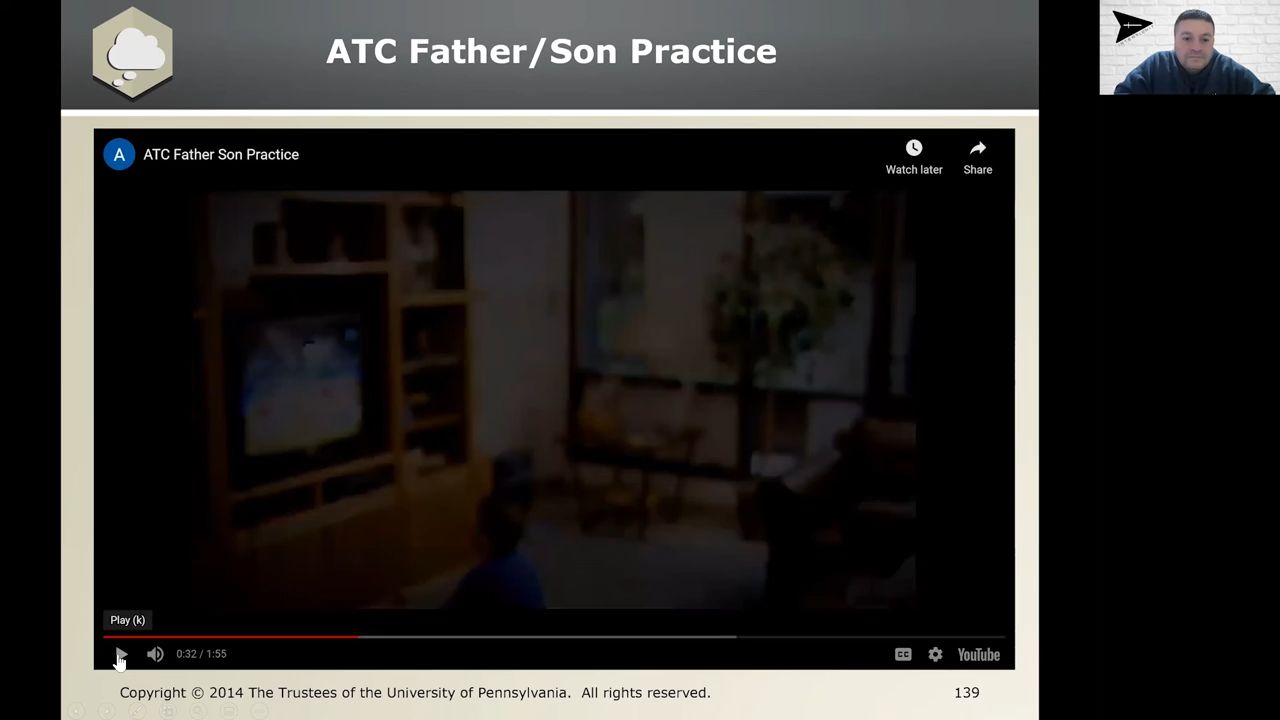 ATC Father/Son Practice
A
ATC Father Son Practice
Watch later
Share
Play (k)
0:32 / 1:55
CC
YouTube
Copyright © 2014 The Trustees of the University of Pennsylvania. All rights reserved.
139